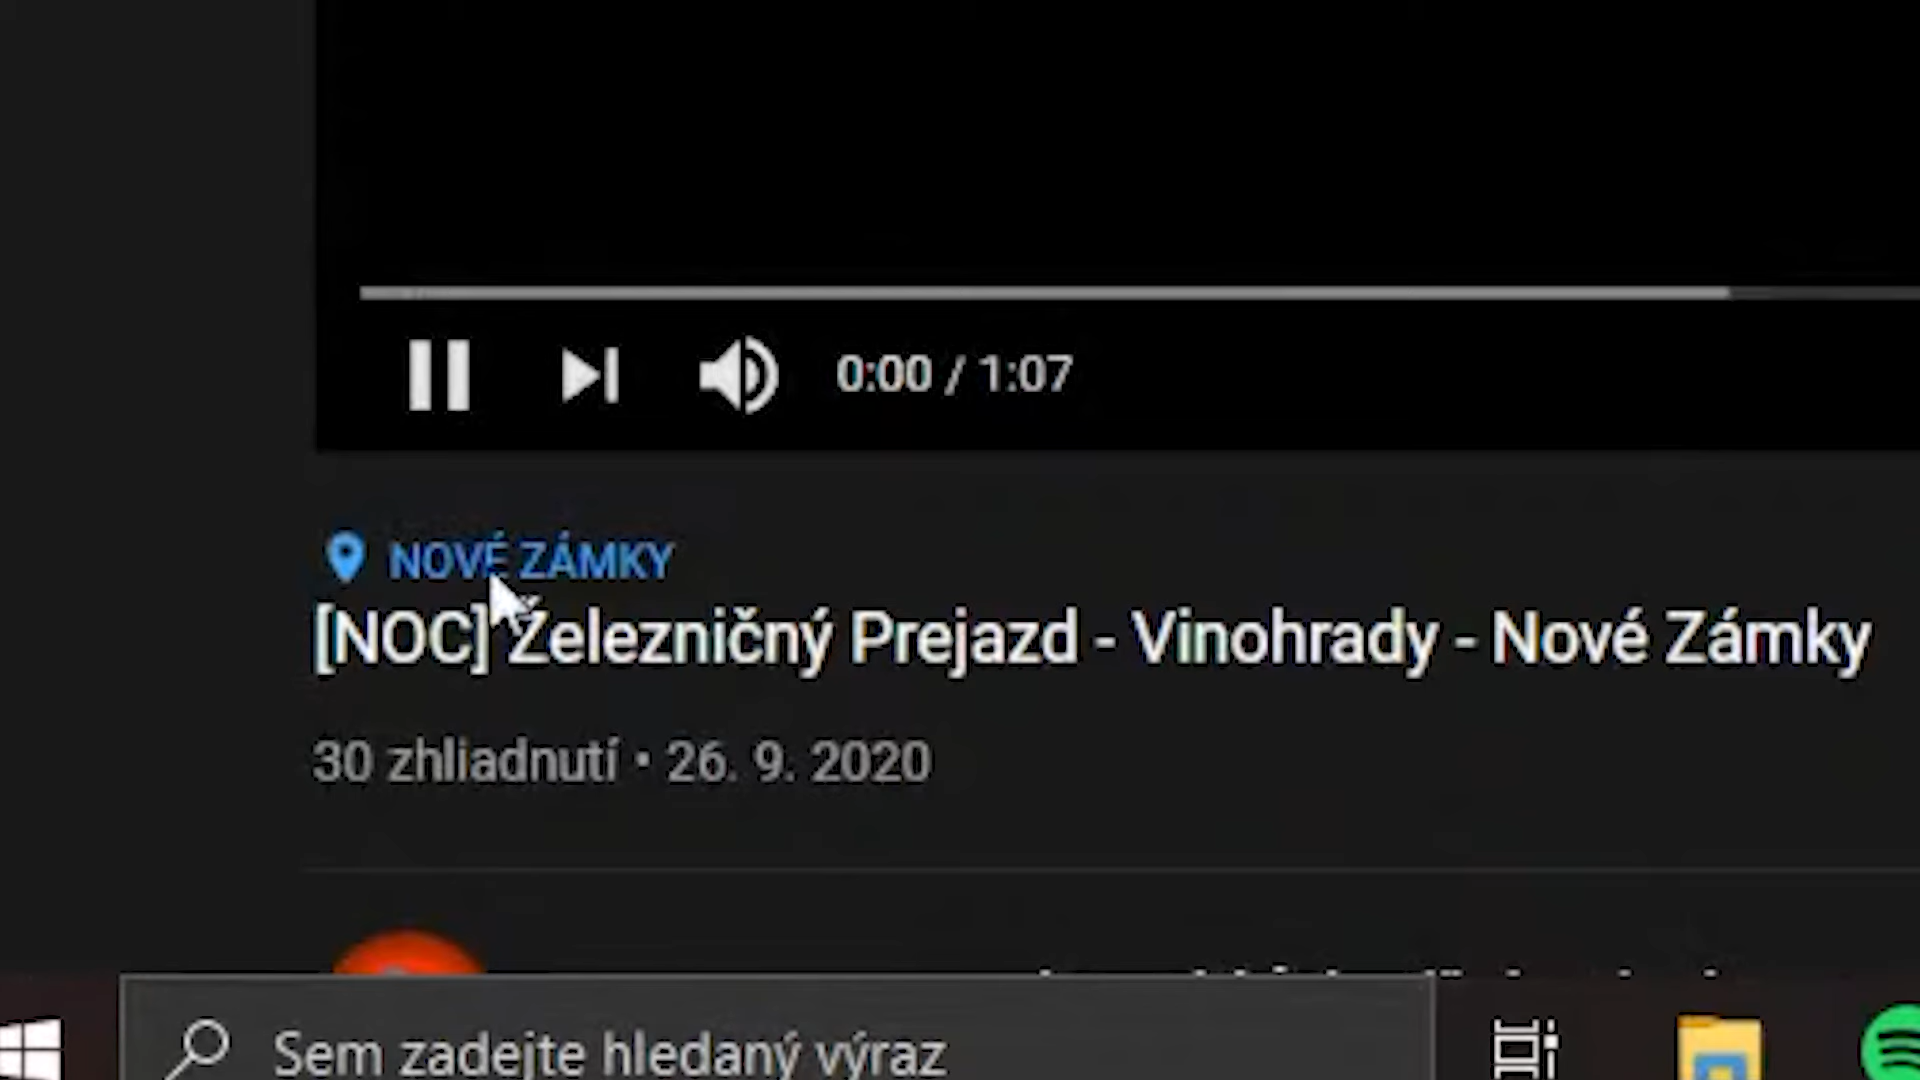 0:00 / 1:07
NOVÉ ZÁMKY
[NOC] Železničný Prejazd - Vinohrady - Nové Zámky
30 zhliadnutí • 26. 9. 2020
Sem zadejte hledaný výraz